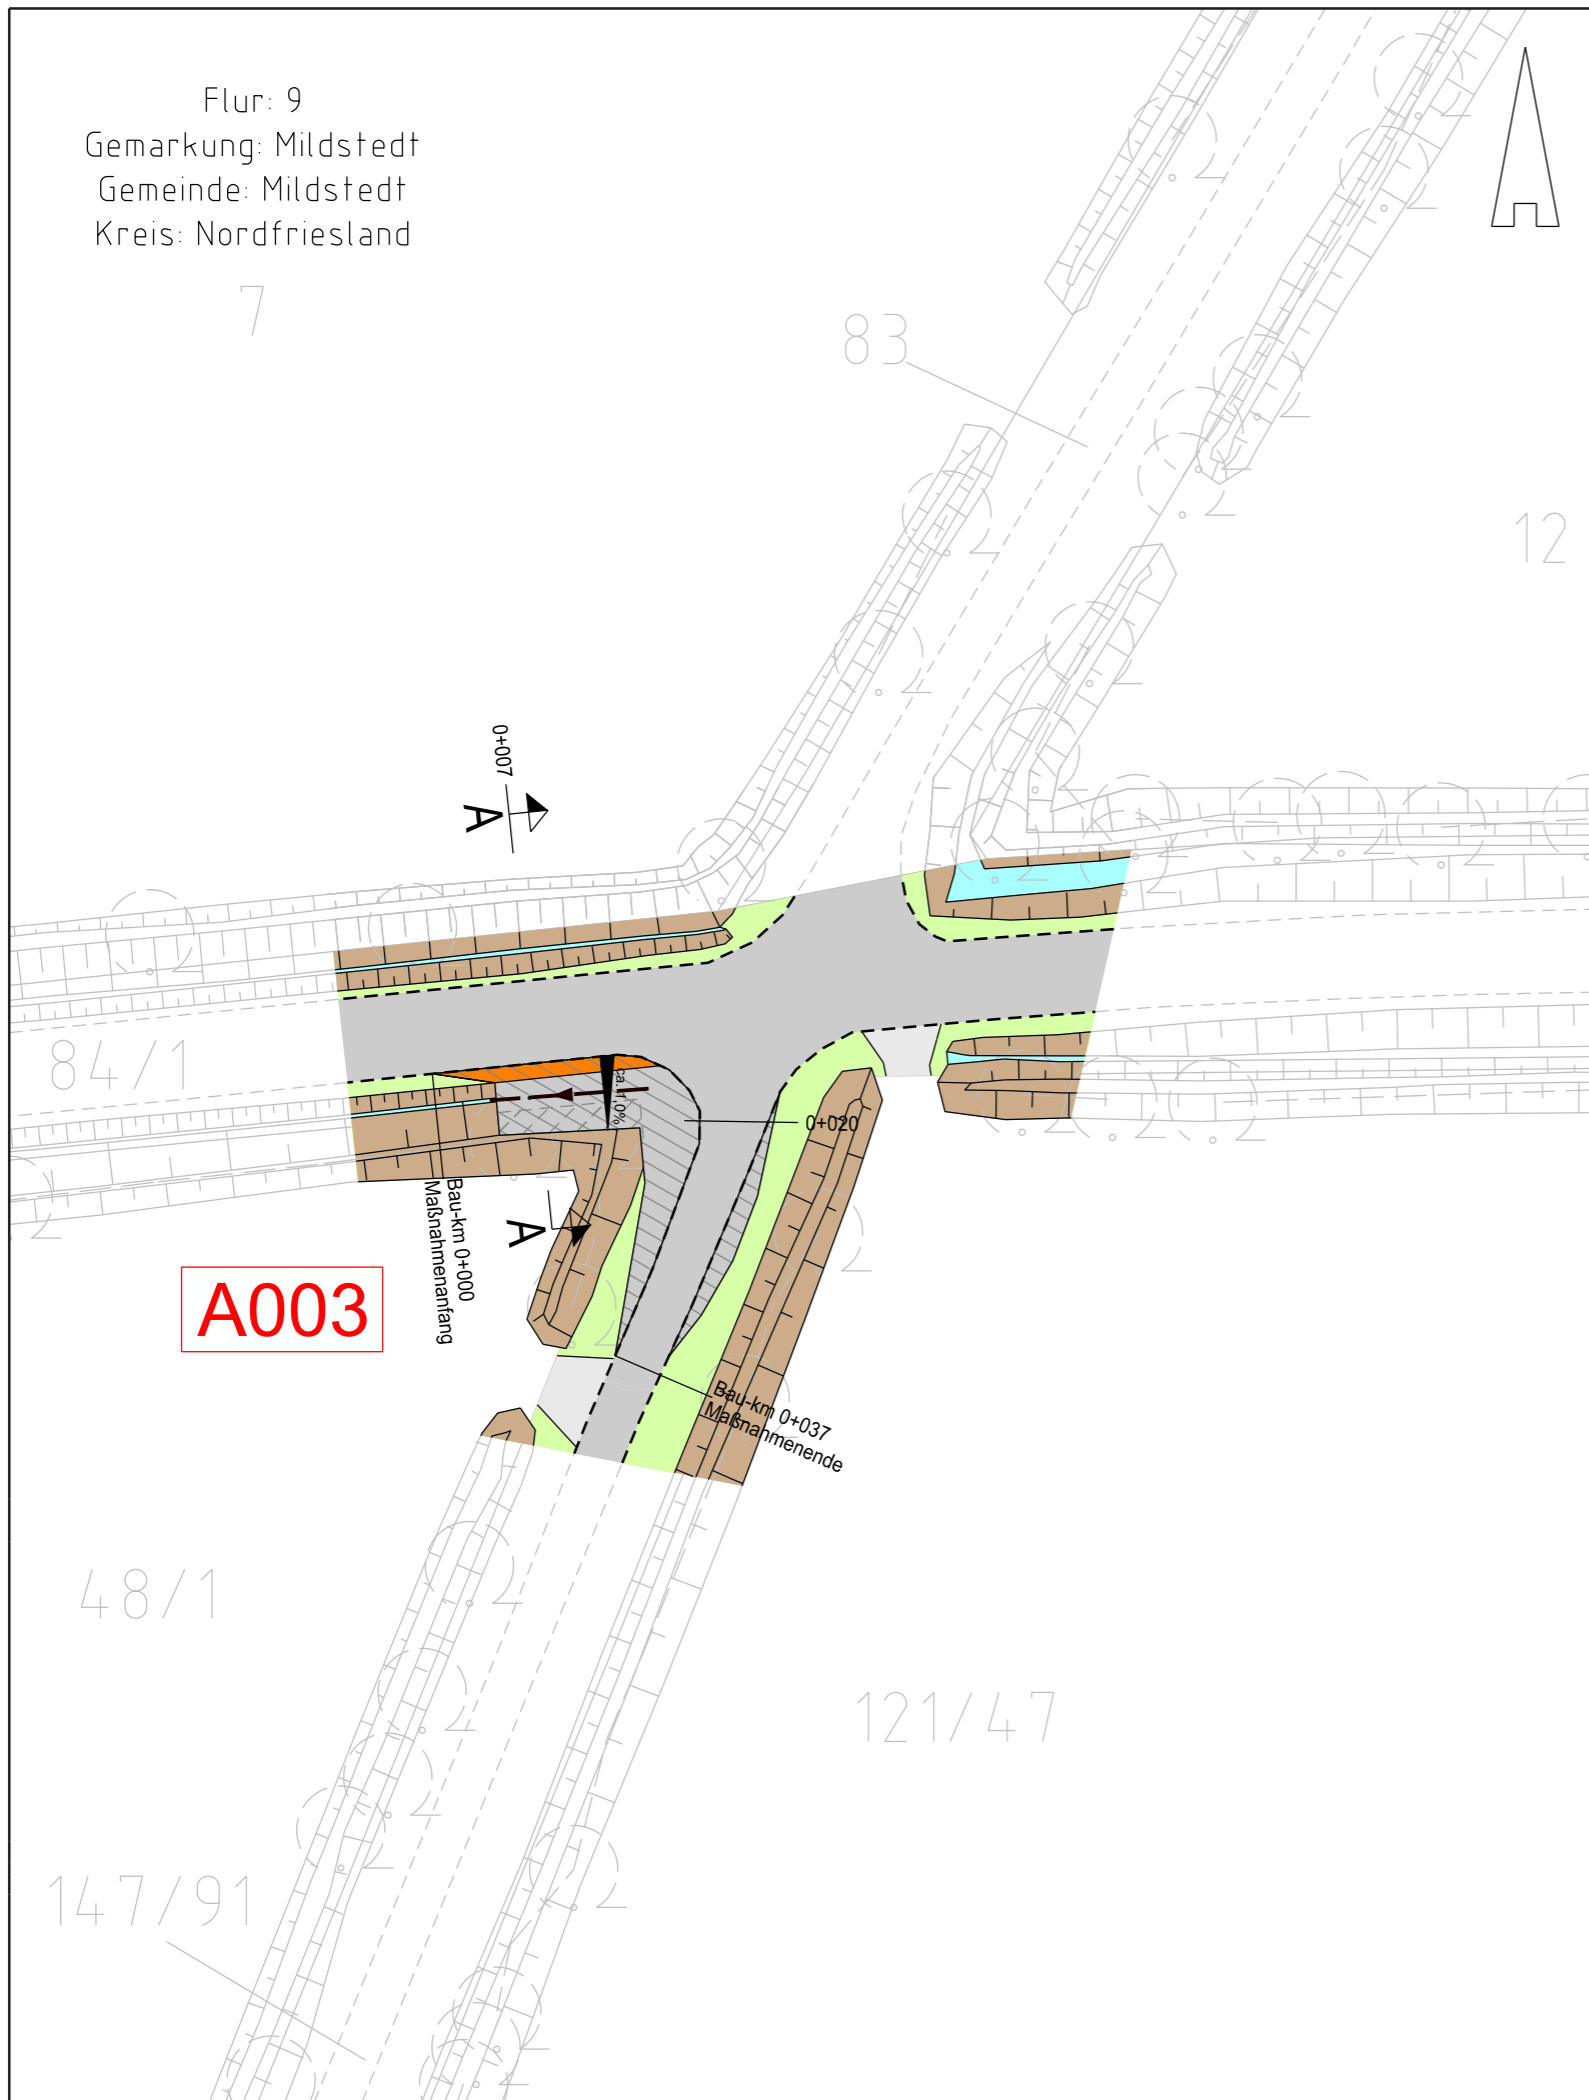 Flur: 9
Gemarkung: Mildstedt
Gemeinde: Mildstedt
Kreis: Nordfriesland
7
83
12
0+007
A
84/1
ca. 1,0%
0+020
A
Bau-km 0+000
Maßnahmenanfang
A003
Bau-km 0+037
Maßnahmenende
48/1
121/47
147/91